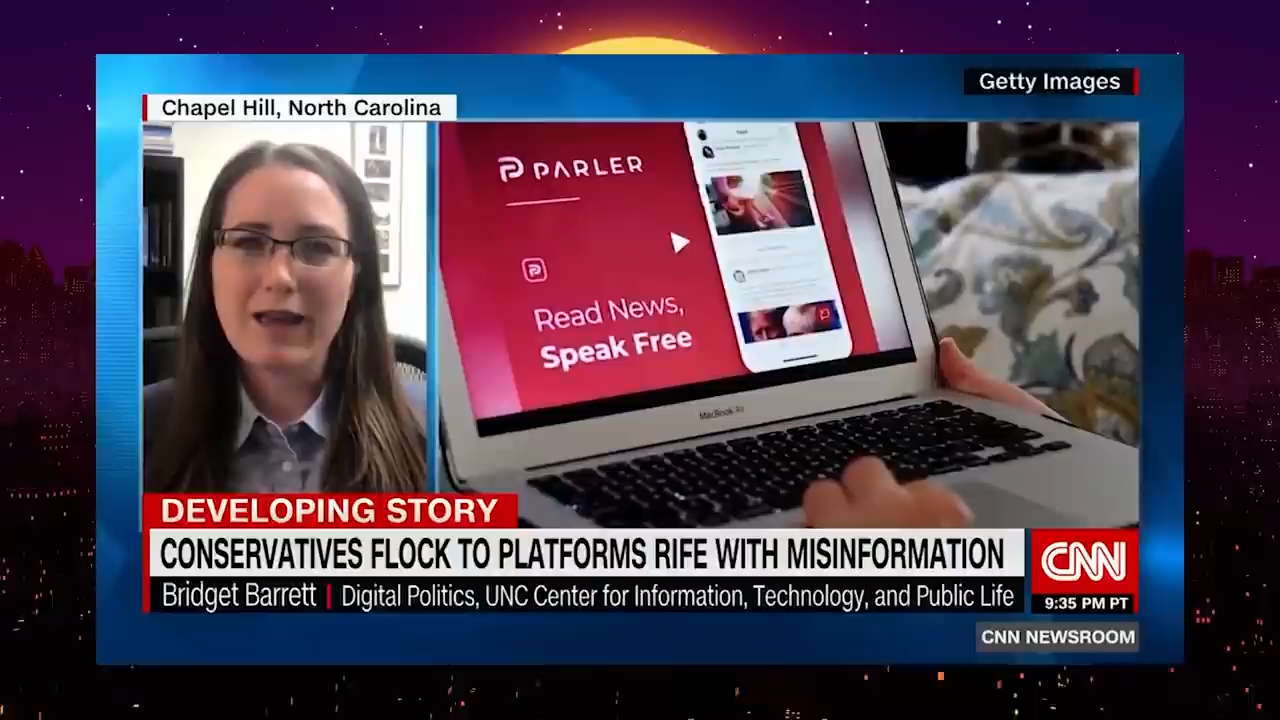 Getty Images
Chapel Hill, North Carolina
PARLER
Read News,
Speak Free
MacBook Air
DEVELOPING STORY
CONSERVATIVES FLOCK TO PLATFORMS RIFE WITH MISINFORMATION
Bridget Barrett | Digital Politics, UNC Center for Information, Technology, and Public Life
CNN
9:35 PM PT
CNN NEWSROOM